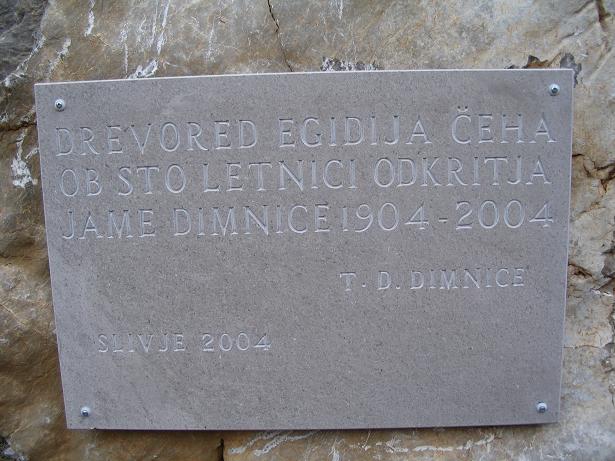 DREVORED EGIDIJA ČEHA
OB STO LETNICI ODKRITJA
JAME DIMNICE 1904-2004
T. D. DIMNICE
SLIVJE 2004